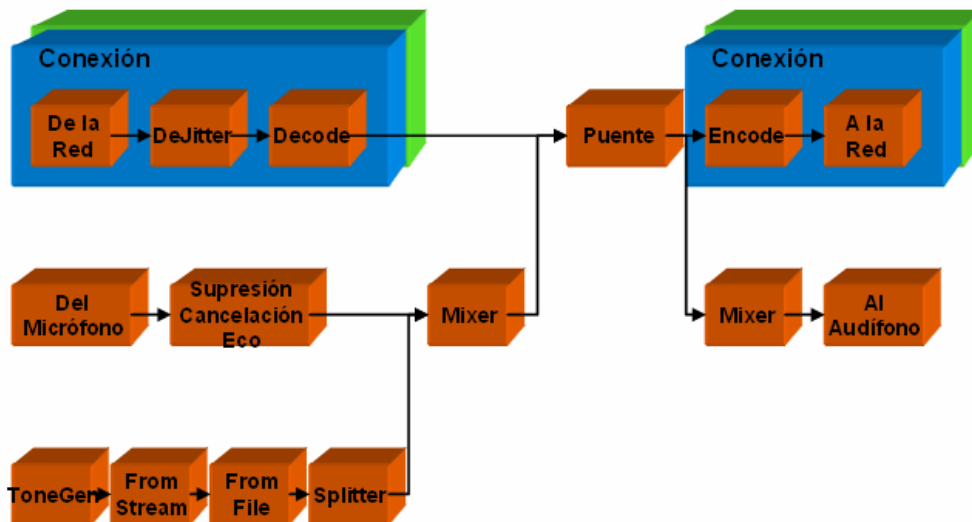 Conexión
De la
Red
DeJitter
Decode
Puente
Conexión
Encode
A la
Red
Del
Micrófono
Supresión
Cancelación
Eco
Mixer
Mixer
Al
Audífono
ToneGen
From
Stream
From
File
Splitter